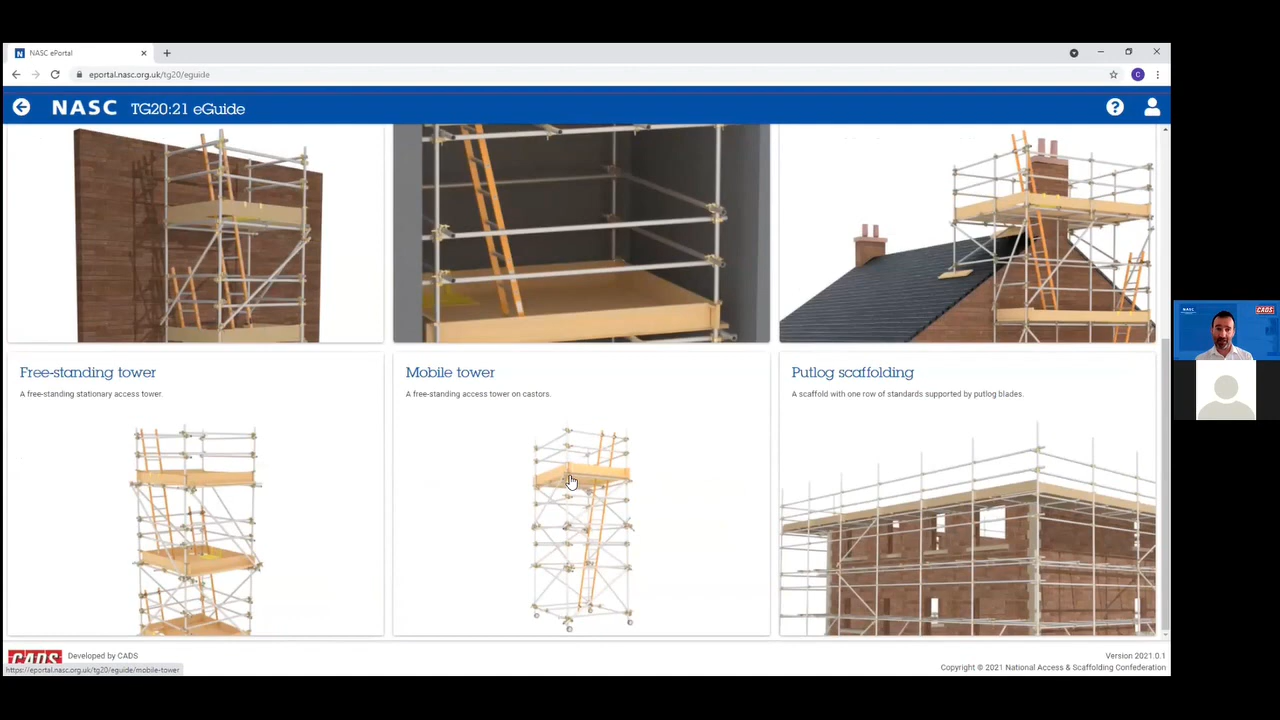 NASC ePortal
eportal.nasc.org.uk/tg20/eguide
C
NASC TG20:21 eGuide
?
Free-standing tower
A free-standing stationary access tower.
Mobile tower
A free-standing access tower on castors.
Putlog scaffolding
A scaffold with one row of standards supported by putlog blades.
CADS Developed by CADS
Version 2021.0.1
https://eportal.nasc.org.uk/tg20/eguide/mobile-tower
Copyright © 2021 National Access & Scaffolding Confederation
NASC
CADS